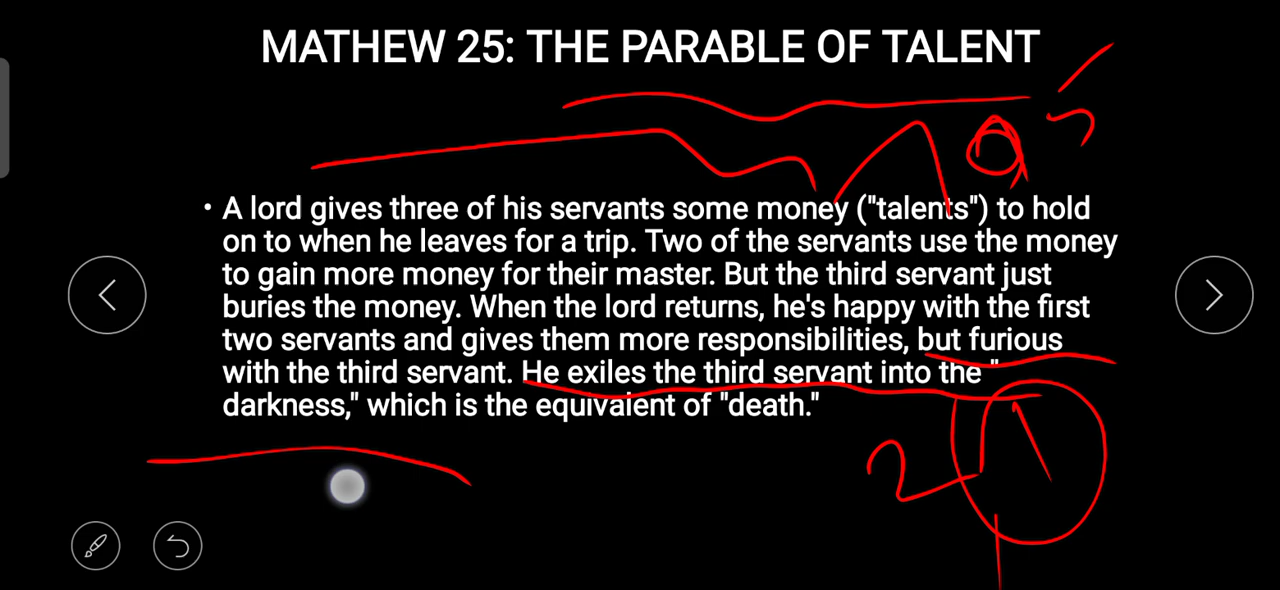 MATHEW 25: THE PARABLE OF TALENT
• A lord gives three of his servants some money ("talents") to hold
on to when he leaves for a trip. Two of the servants use the money
to gain more money for their master. But the third servant just
buries the money. When the lord returns, he's happy with the first
two servants and gives them more responsibilities, but furious
with the third servant. He exiles the third servant into the "
darkness," which is the equivalent of "death."
2